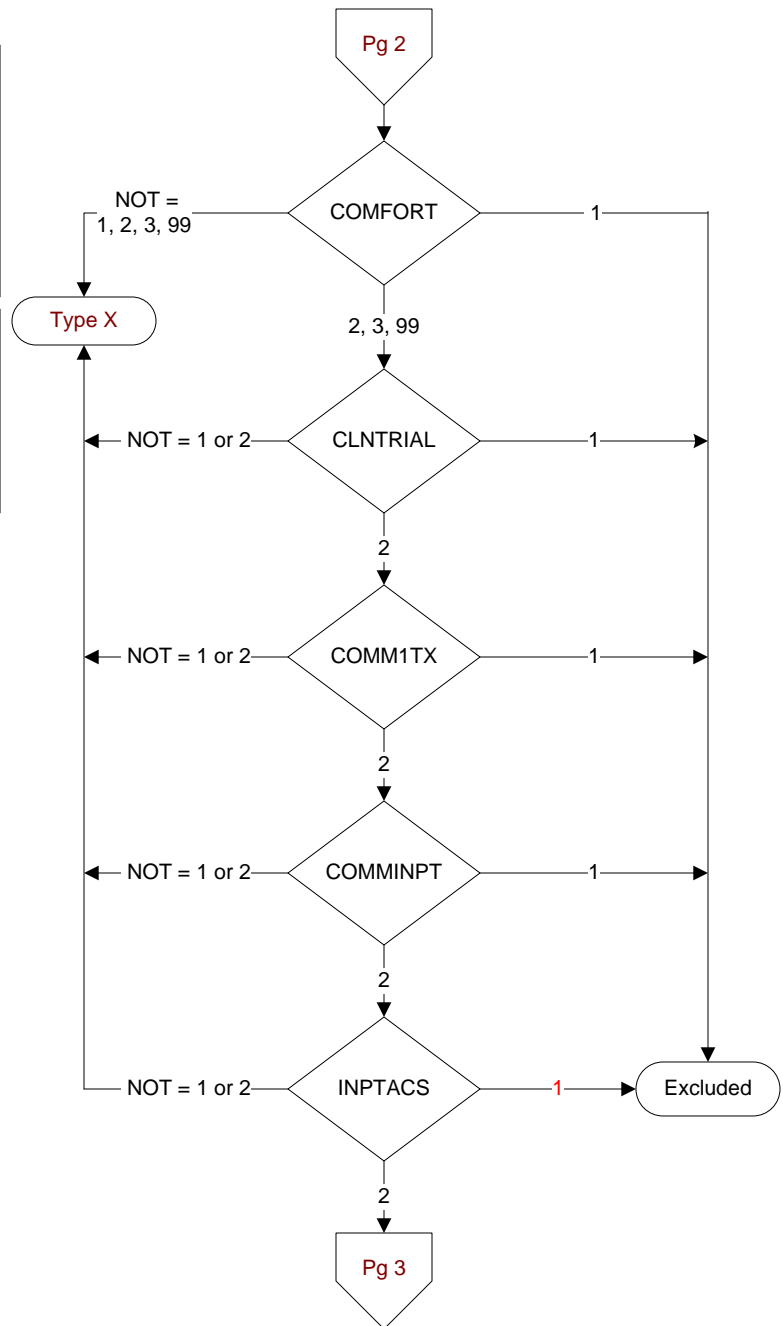 Pg 2
NOT =
1, 2, 3, 99
COMFORT
1
Type X
2, 3, 99
NOT = 1 or 2
CLNTRIAL
1
2
NOT = 1 or 2
COMM1TX
1
2
NOT = 1 or 2
COMMINPT
1
2
NOT = 1 or 2
INPTACS
1
Excluded
2
Pg 3